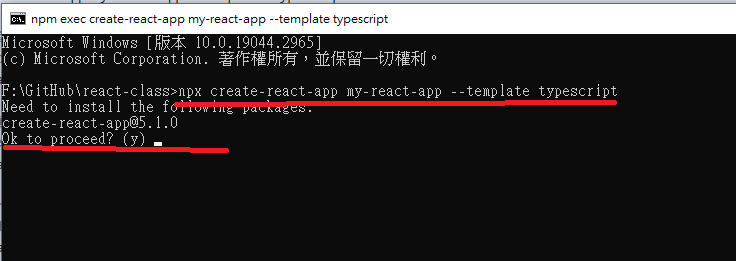 npm exec create-react-app my-react-app --template typescript
Microsoft Windows [版本 10.0.19044.2965]
(c) Microsoft Corporation. 著作權所有，並保留一切權利。
F:\GitHub\react-class>npx create-react-app my-react-app --template typescript
Need to install the following packages:
create-react-app@5.1.0
Ok to proceed? (y)